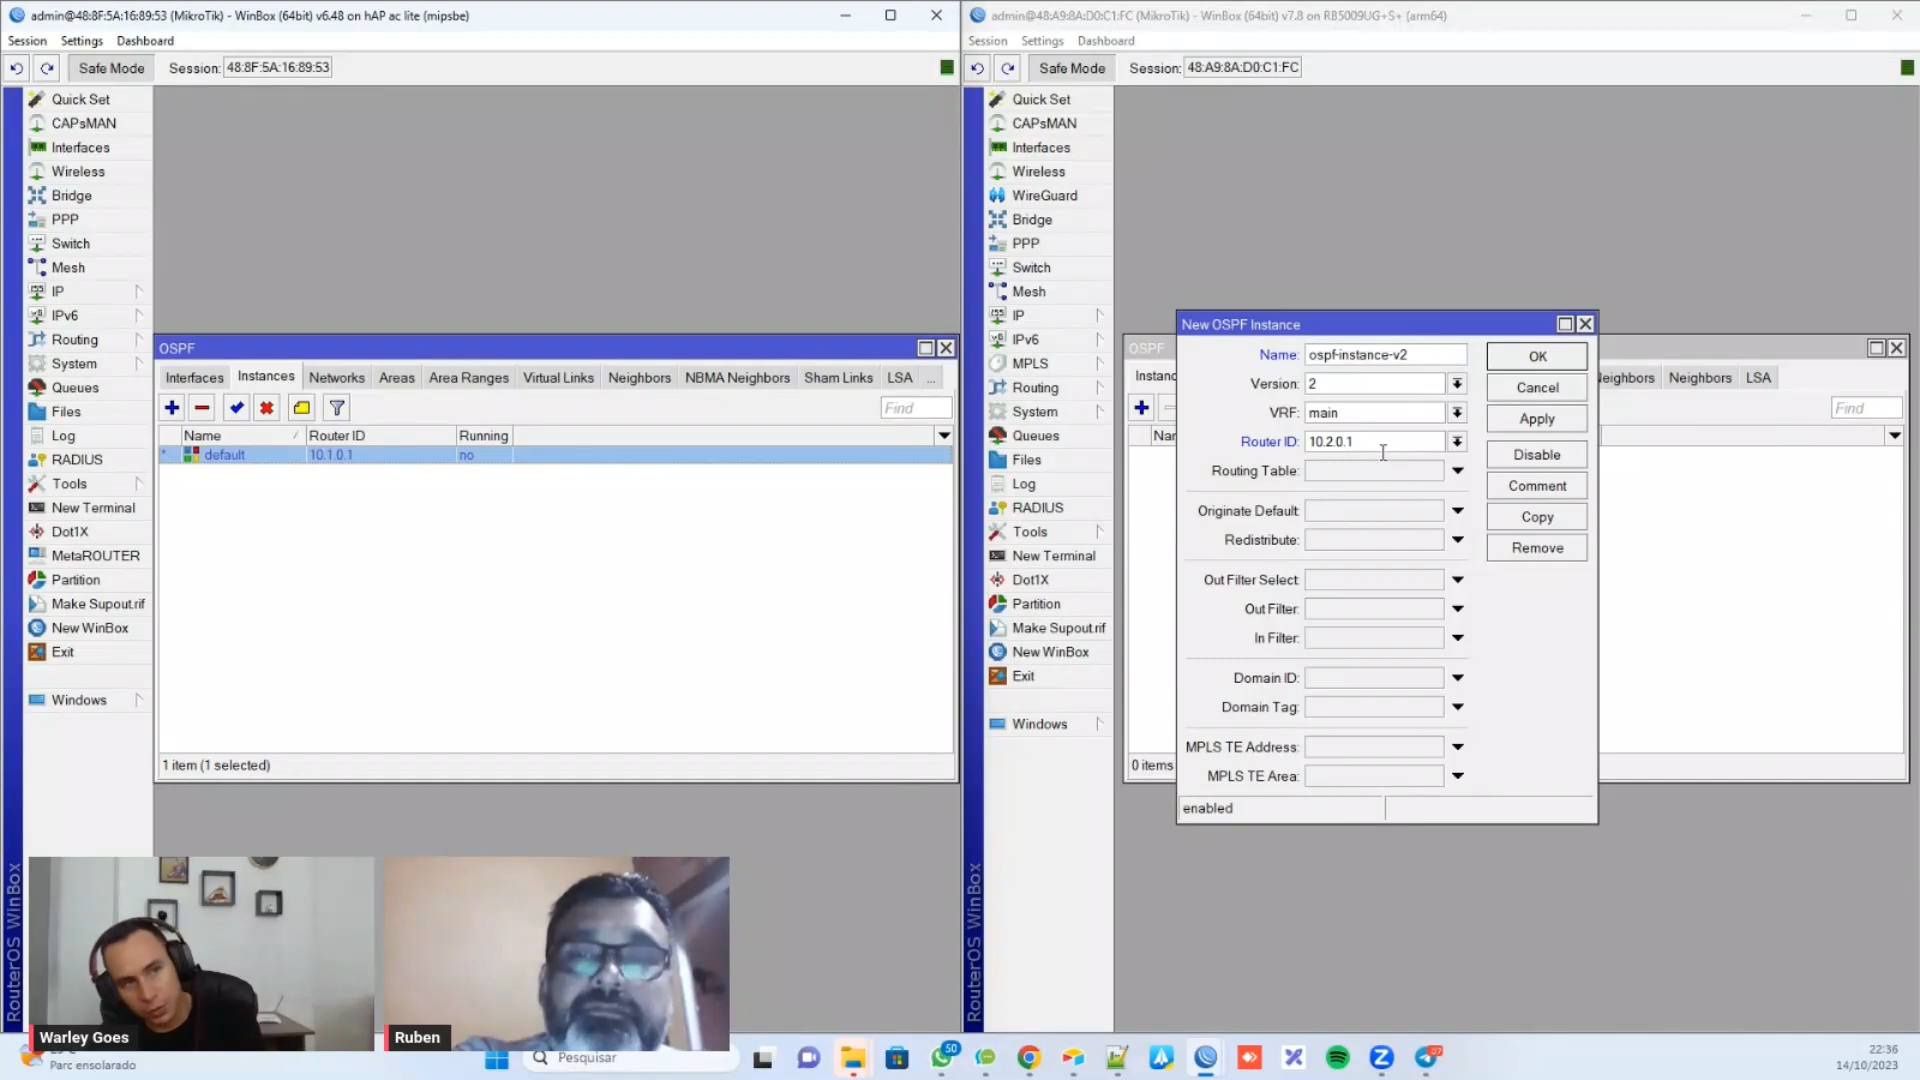 admin@48:8F:5A:16:89:53 (MikroTik) - WinBox (64bit) v6.48 on hAP ac lite (mipsbe)
Session Settings Dashboard
Safe Mode Session: 48:8F:5A:16:89:53
Quick Set
CAPsMAN
Interfaces
Wireless
Bridge
PPP
Switch
Mesh
IP
IPv6
Routing
System
Queues
Files
Log
RADIUS
Tools
New Terminal
Dot1X
MetaROUTER
Partition
Make Supout.rif
New WinBox
Exit
Windows
RouterOS WinBox
OSPF
Interfaces Instances Networks Areas Area Ranges Virtual Links Neighbors NBMA Neighbors Sham Links LSA ...
Find
Name / Router ID Running
* default 10.1.0.1 no
1 item (1 selected)
admin@48:A9:8A:D0:C1:FC (MikroTik) - WinBox (64bit) v7.8 on RB5009UG+S+ (arm64)
Session Settings Dashboard
Safe Mode Session: 48:A9:8A:D0:C1:FC
Quick Set
CAPsMAN
Interfaces
Wireless
WireGuard
Bridge
PPP
Switch
Mesh
IP
IPv6
MPLS
Routing
System
Queues
Files
Log
RADIUS
Tools
New Terminal
Dot1X
Partition
Make Supout.rif
New WinBox
Exit
Windows
RouterOS WinBox
OSPF
Neighbors LSA
Find
0 items
New OSPF Instance
Name: ospf-instance-v2
Version: 2
VRF: main
Router ID: 10.2.0.1
Routing Table:
Originate Default:
Redistribute:
Out Filter Select:
Out Filter:
In Filter:
Domain ID:
Domain Tag:
MPLS TE Address:
MPLS TE Area:
enabled
OK
Cancel
Apply
Disable
Comment
Copy
Remove
Warley Goes
Ruben
Parc ensolarado
Pesquisar
50
22:36
14/10/2023